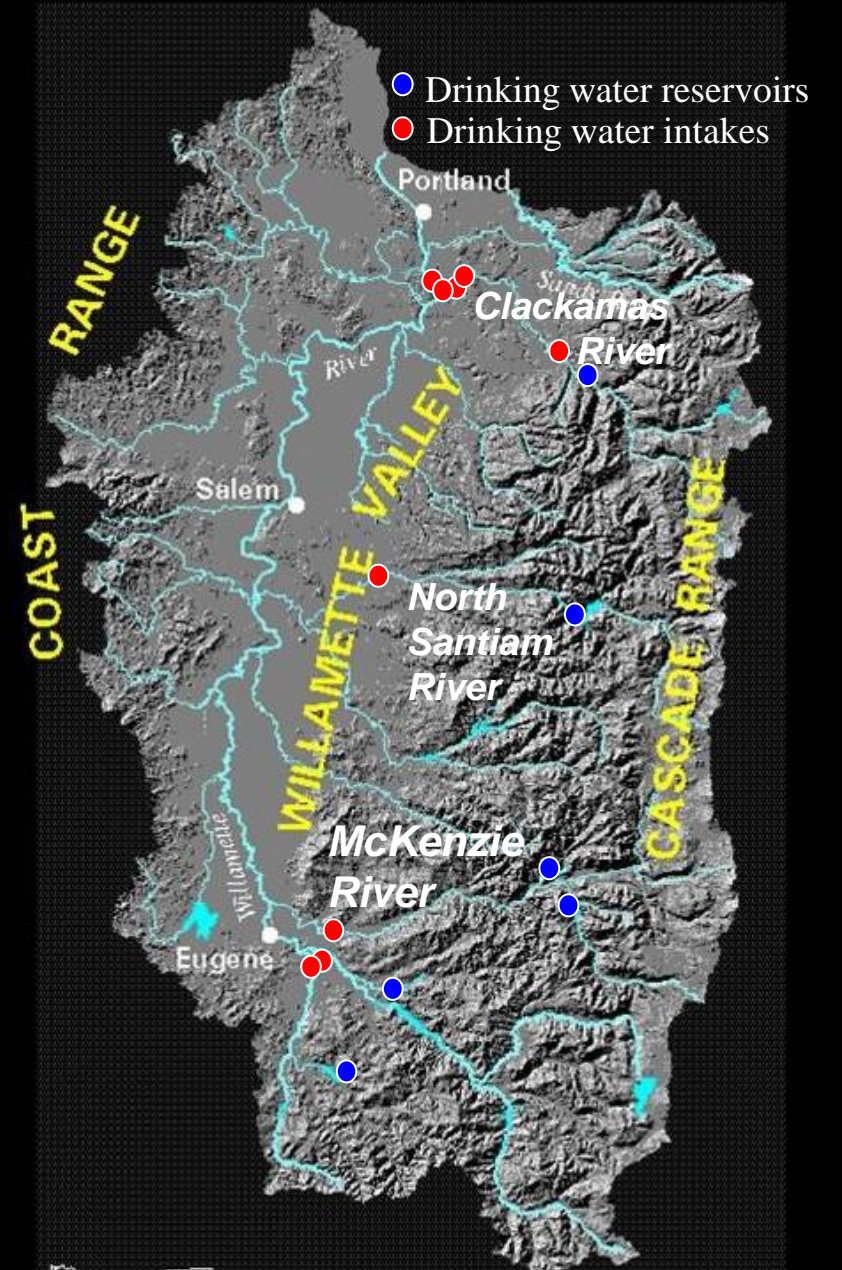 Drinking water reservoirs
Drinking water intakes
Portland
RANGE
Clackamas
River
River
WILLAMETTE VALLEY
Salem
COAST
CASCADE RANGE
North
Santiam
River
McKenzie
River
Willamette
Eugene